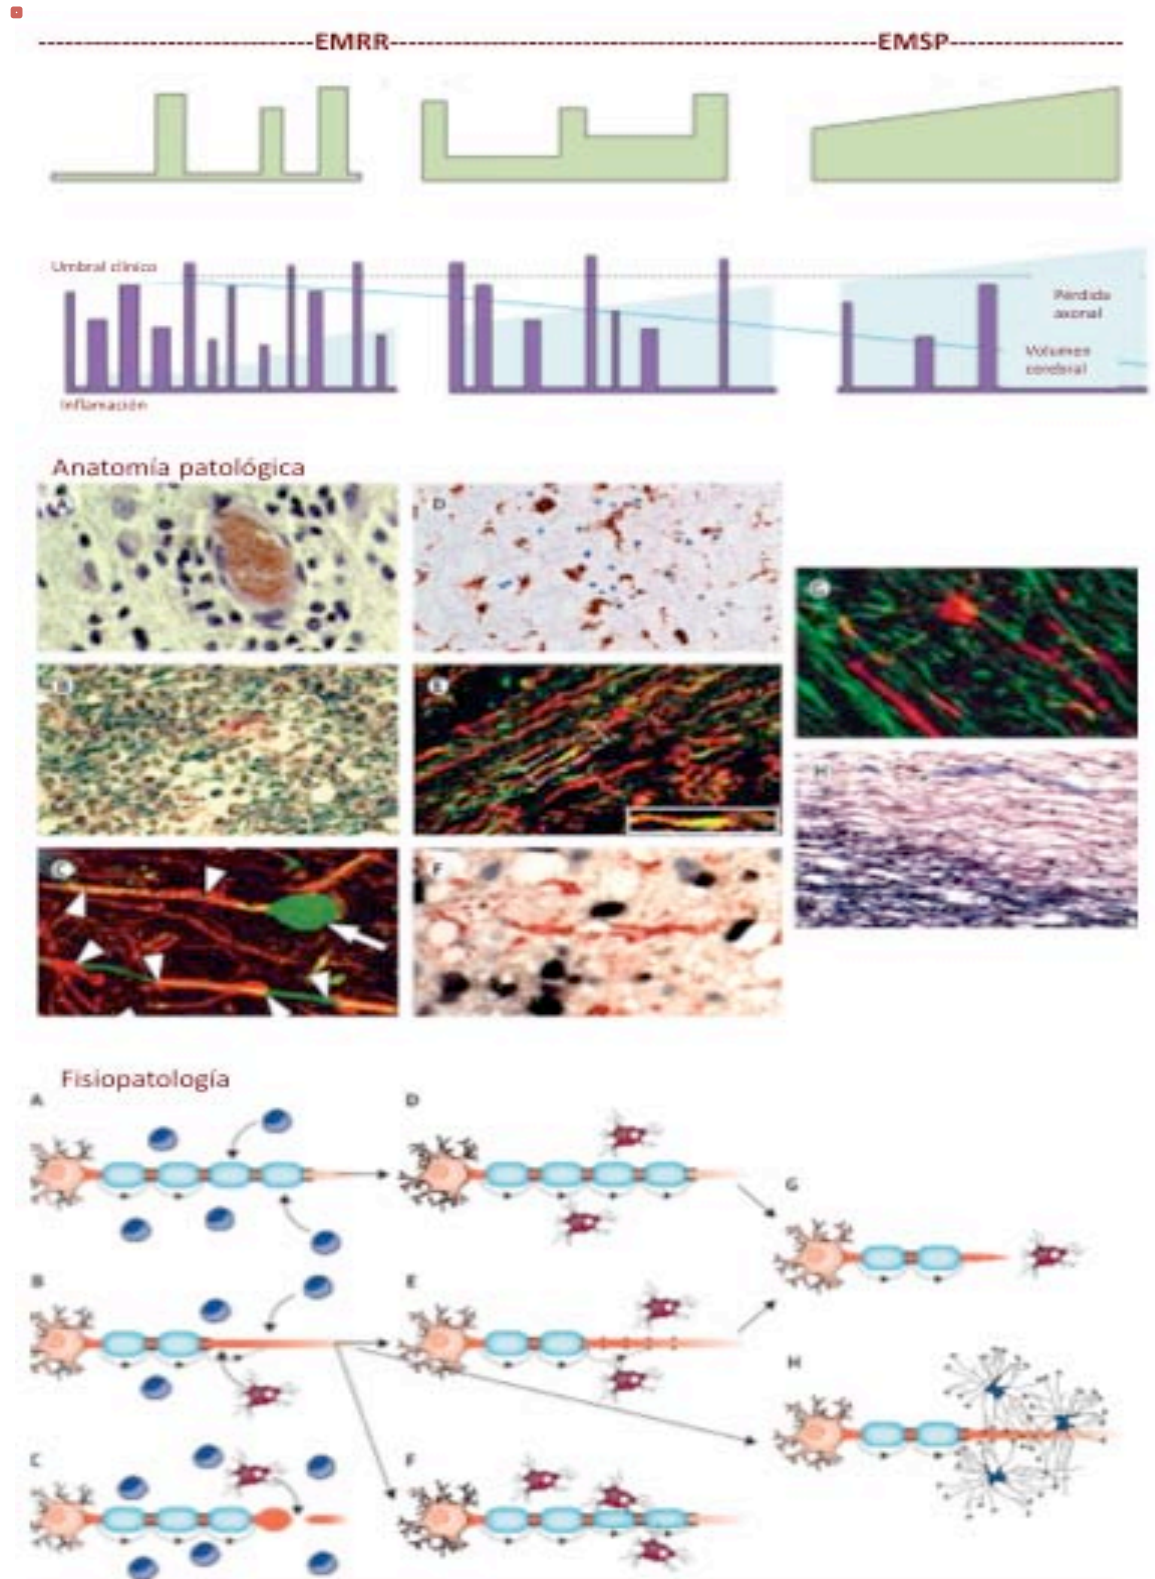 EMRR EMSP
Umbral clínico
Pérdida
axonal
Volumen
cerebral
Inflamación
Anatomía patológica
A D
G
B E
H
C F
Fisiopatología
A D
G
B E
H
C F